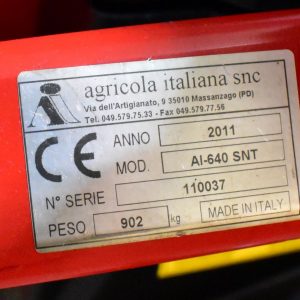 agricola italiana snc
Via dell'Artigianato, 9 35010 Massanzago (PD)
Tel. 049.579.75.33 - Fax 049.579.77.56
CE ANNO 2011
MOD. AI-640 SNT
N° SERIE 110037
PESO 902 kg MADE IN ITALY